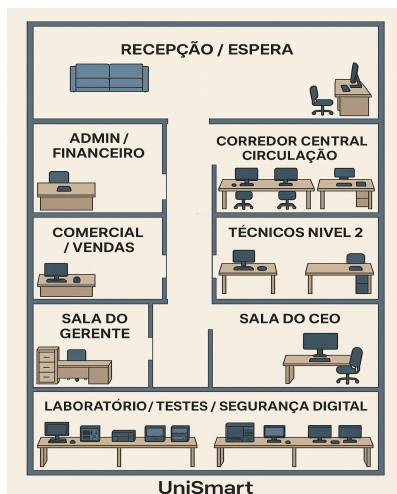 RECEPÇÃO / ESPERA
ADMIN /
FINANCEIRO
CORREDOR CENTRAL
CIRCULAÇÃO
COMERCIAL
/ VENDAS
TÉCNICOS NIVEL 2
SALA DO
GERENTE
SALA DO CEO
LABORATÓRIO / TESTES / SEGURANÇA DIGITAL
UniSmart